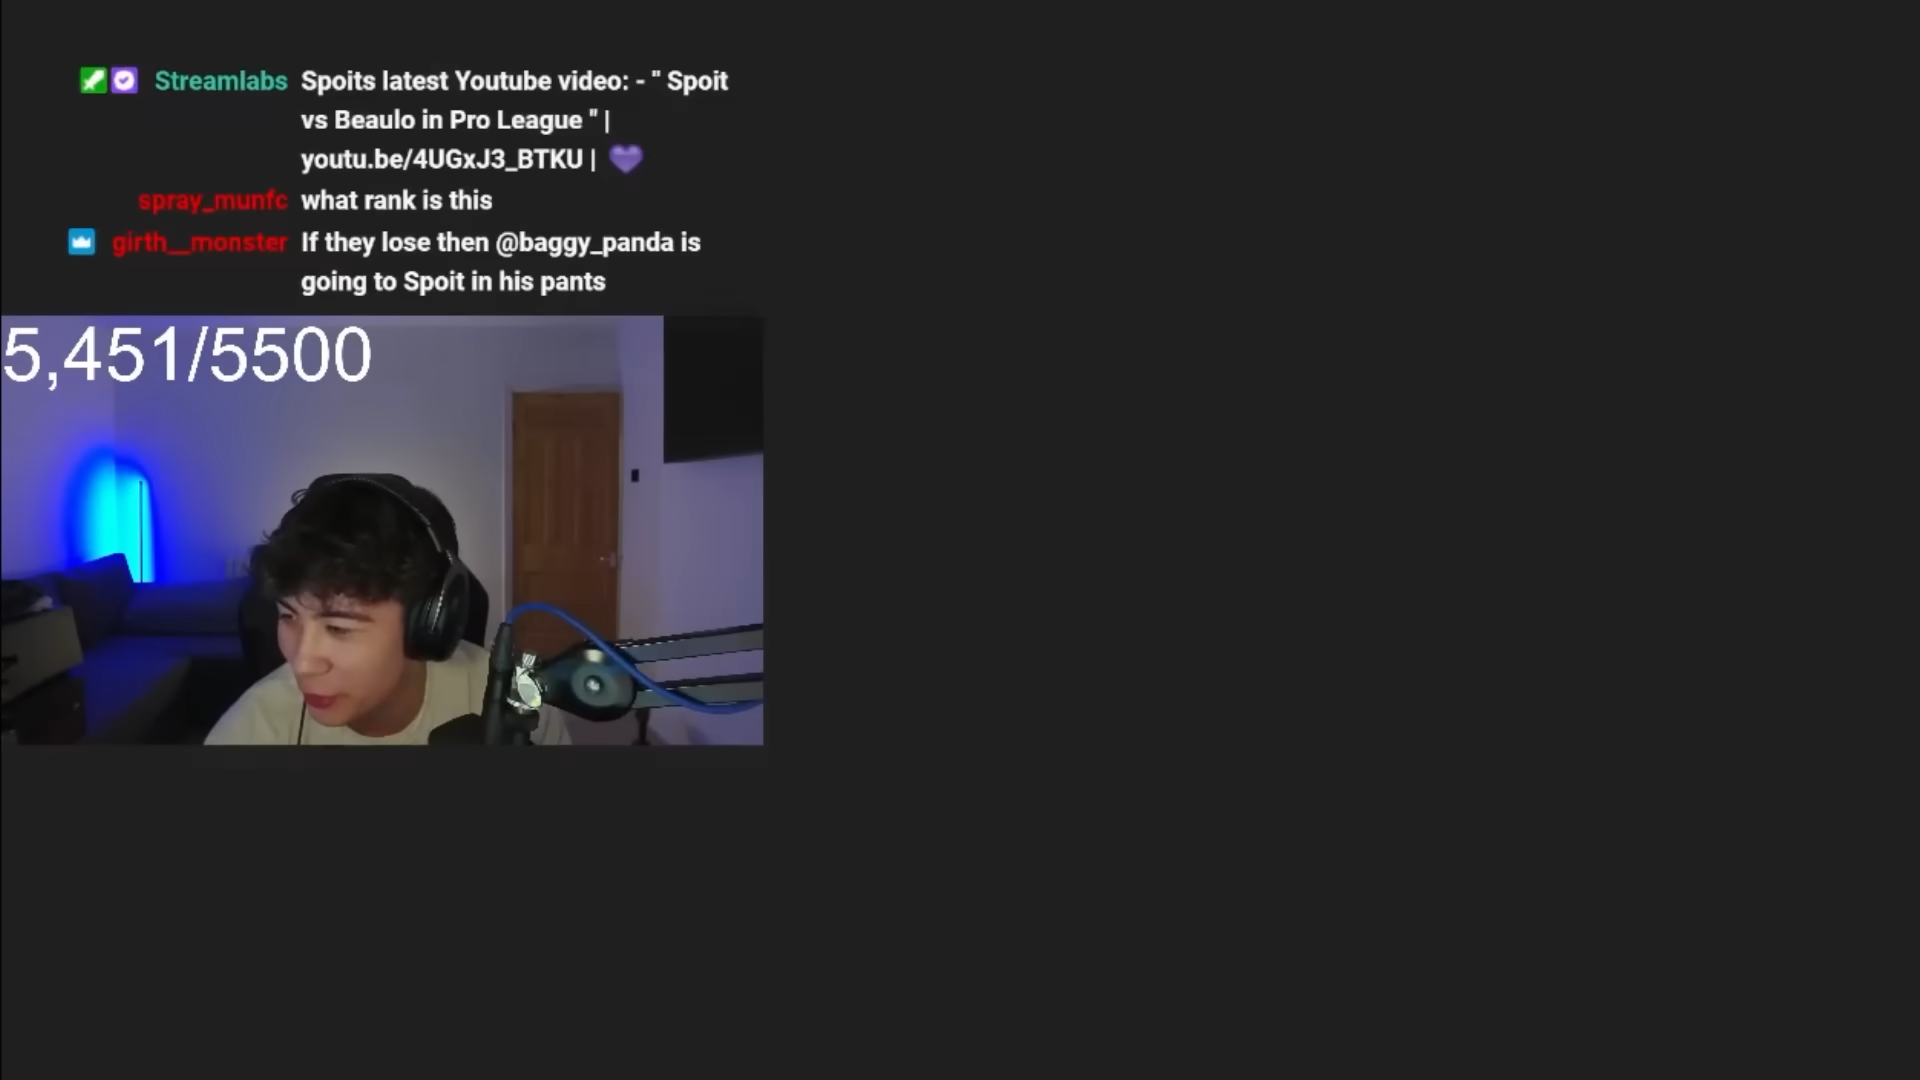 Streamlabs Spoits latest Youtube video: - " Spoit
vs Beaulo in Pro League " |
youtu.be/4UGxJ3_BTKU |
spray_munfc what rank is this
girth__monster If they lose then @baggy_panda is
going to Spoit in his pants
5,451/5500